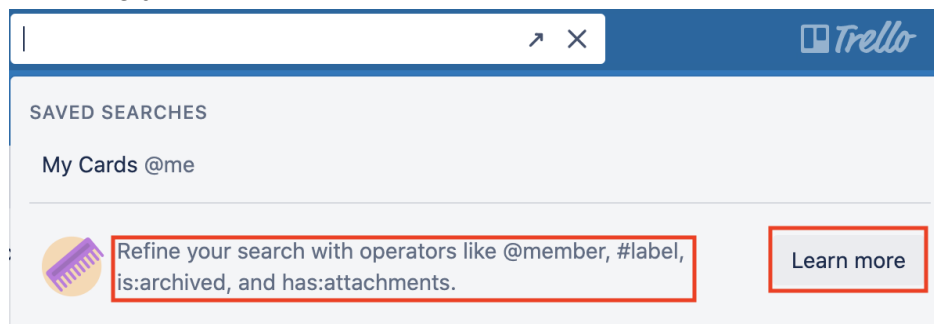 Trello
SAVED SEARCHES
My Cards @me
Refine your search with operators like @member, #label,
is:archived, and has:attachments.
Learn more